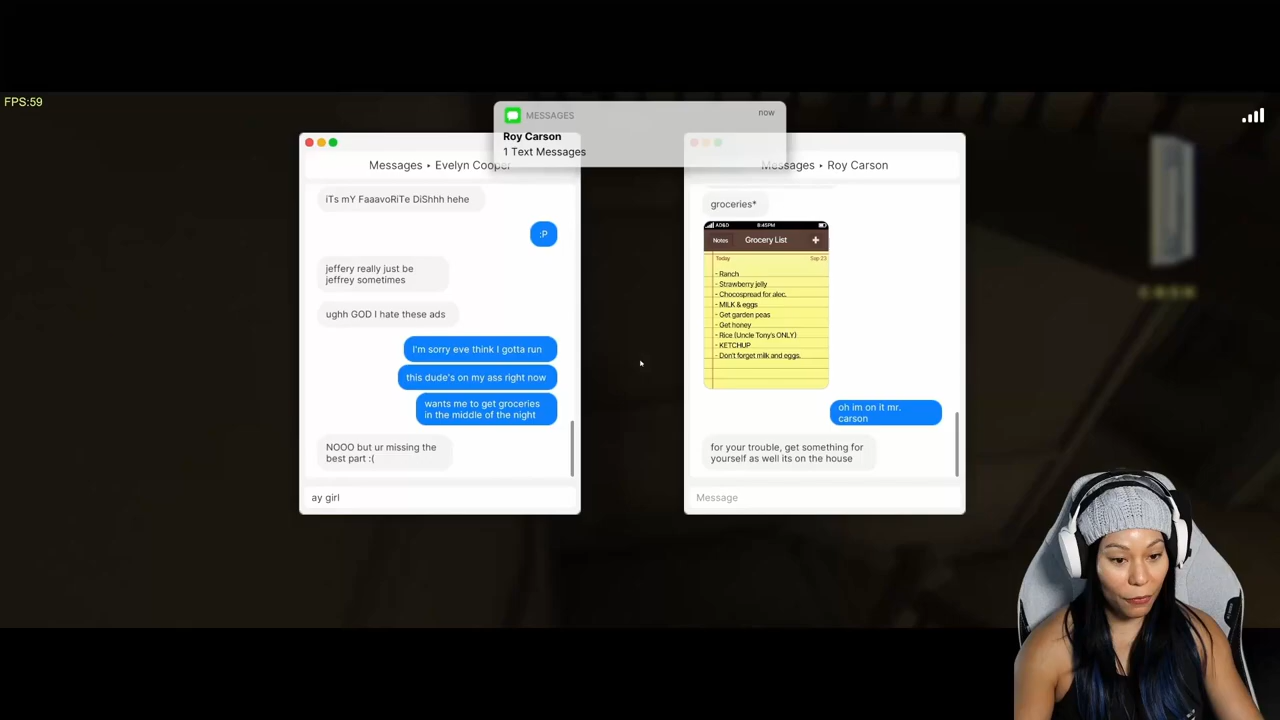 FPS:59
MESSAGES
now
Roy Carson
1 Text Messages
Messages ‣ Evelyn Cooper
iTs mY FaaavoRiTe DiShhh hehe
:P
jeffery really just be
jeffrey sometimes
ughh GOD I hate these ads
I'm sorry eve think I gotta run
this dude's on my ass right now
wants me to get groceries
in the middle of the night
NOOO but ur missing the
best part :(
ay girl
Messages ‣ Roy Carson
groceries*
AD&D 8:45PM
Notes Grocery List +
Today Sep 23
- Ranch
- Strawberry jelly
- Chocospread for alec.
- MILK & eggs
- Get garden peas
- Get honey
- Rice (Uncle Tony's ONLY)
- KETCHUP
- Don't forget milk and eggs.
oh im on it mr.
carson
for your trouble, get something for
yourself as well its on the house
Message